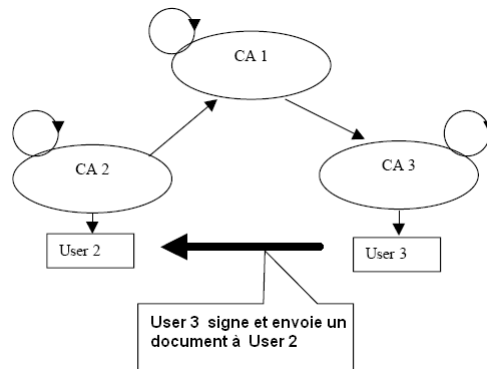 CA 1
CA 2
CA 3
User 2
User 3
User 3 signe et envoie un
document à User 2